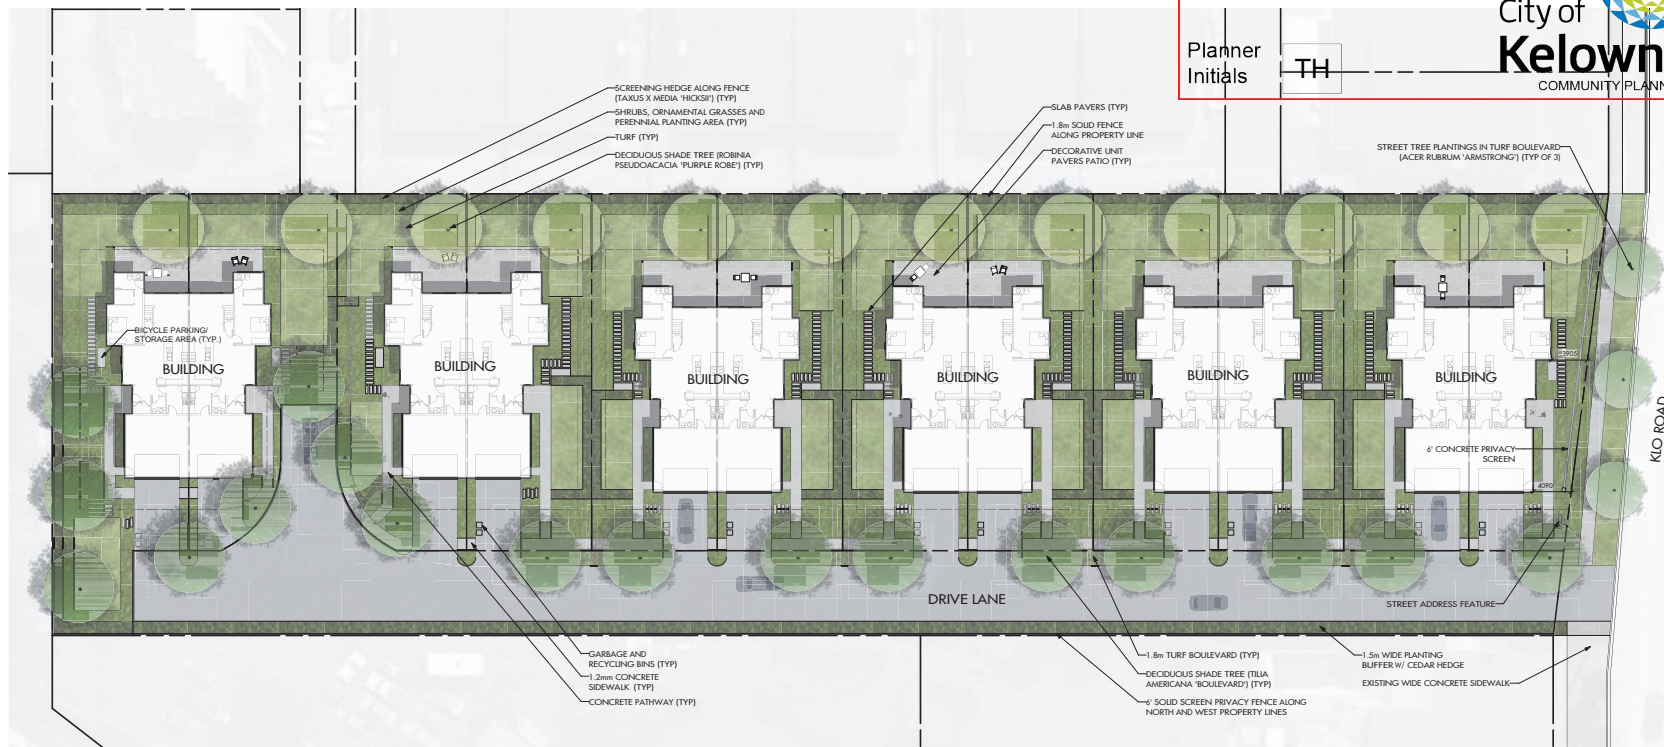 City of
Kelown
COMMUNITY PLANN
Planner
Initials
TH
SCREENING HEDGE ALONG FENCE
(TAXUS X MEDIA 'HICKSII') (TYP)
SHRUBS, ORNAMENTAL GRASSES AND
PERENNIAL PLANTING AREA (TYP)
TURF (TYP)
DECIDUOUS SHADE TREE (ROBINIA
PSEUDOACACIA 'PURPLE ROBE') (TYP)
SLAB PAVERS (TYP)
1.8m SOLID FENCE
ALONG PROPERTY LINE
DECORATIVE UNIT
PAVERS PATIO (TYP)
STREET TREE PLANTINGS IN TURF BOULEVARD
(ACER RUBRUM 'ARMSTRONG') (TYP OF 3)
BICYCLE PARKING/
STORAGE AREA (TYP.)
BUILDING
BUILDING
BUILDING
BUILDING
BUILDING
BUILDING
3905
6' CONCRETE PRIVACY
SCREEN
4090
KLO ROAD
DRIVE LANE
STREET ADDRESS FEATURE
GARBAGE AND
RECYCLING BINS (TYP)
1.2mm CONCRETE
SIDEWALK (TYP)
CONCRETE PATHWAY (TYP)
1.8m TURF BOULEVARD (TYP)
DECIDUOUS SHADE TREE (TILIA
AMERICANA 'BOULEVARD') (TYP)
6' SOLID SCREEN PRIVACY FENCE ALONG
NORTH AND WEST PROPERTY LINES
1.5m WIDE PLANTING
BUFFER W/ CEDAR HEDGE
EXISTING WIDE CONCRETE SIDEWALK